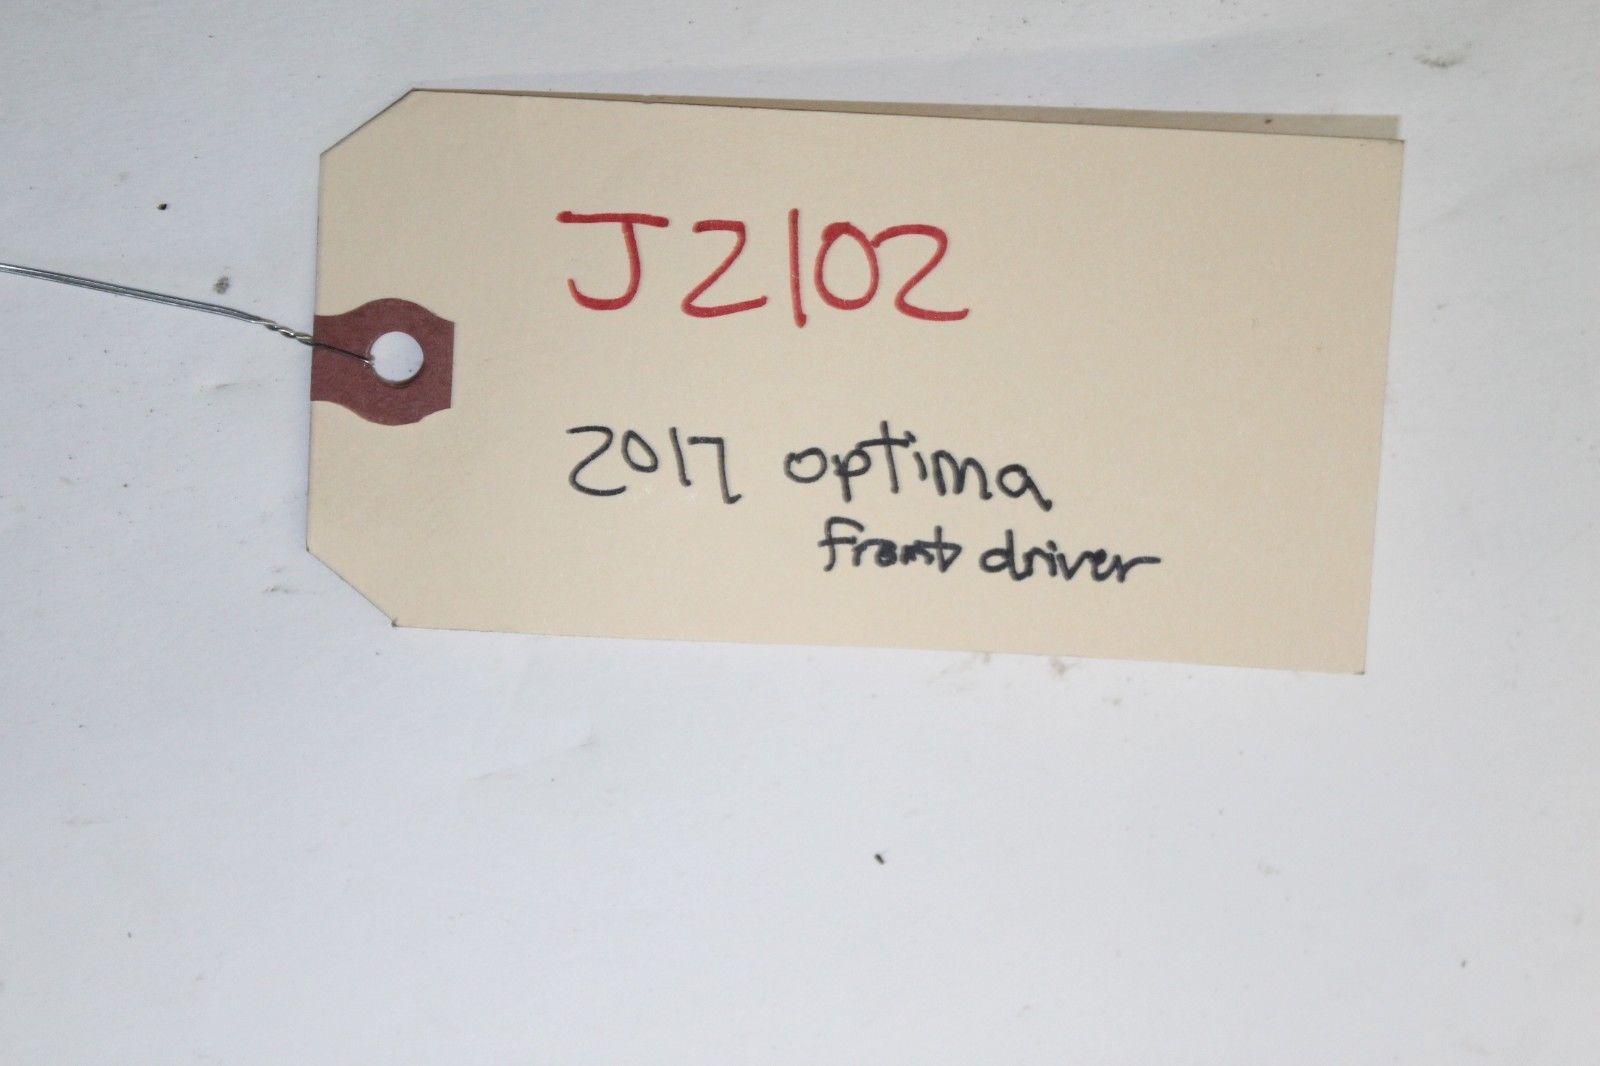 J2102
2017 optima
front driver